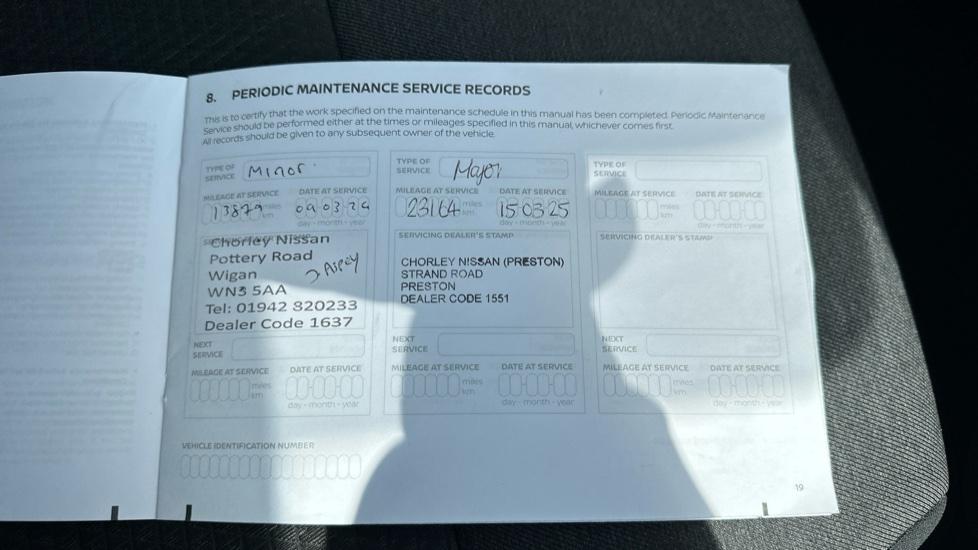 8. PERIODIC MAINTENANCE SERVICE RECORDS
This is to certify that the work specified on the maintenance schedule in this manual has been completed. Periodic Maintenance
Service should be performed either at the times or mileages specified in this manual, whichever comes first.
All records should be given to any subsequent owner of the vehicle.
TYPE OF SERVICE Minor
MILEAGE AT SERVICE DATE AT SERVICE
13879 miles km 09 03 24
day - month - year
SERVICING DEALER'S STAMP
Chorley Nissan
Pottery Road
Wigan
WN3 5AA
Tel: 01942 820233
Dealer Code 1637
NEXT SERVICE
MILEAGE AT SERVICE DATE AT SERVICE
miles km
day - month - year
TYPE OF SERVICE Major
MILEAGE AT SERVICE DATE AT SERVICE
23164 miles km 15 03 25
day - month - year
SERVICING DEALER'S STAMP
CHORLEY NISSAN (PRESTON)
STRAND ROAD
PRESTON
DEALER CODE 1551
NEXT SERVICE
MILEAGE AT SERVICE DATE AT SERVICE
miles km
day - month - year
TYPE OF SERVICE
MILEAGE AT SERVICE DATE AT SERVICE
miles km
day - month - year
SERVICING DEALER'S STAMP
NEXT SERVICE
MILEAGE AT SERVICE DATE AT SERVICE
miles km
day - month - year
VEHICLE IDENTIFICATION NUMBER
19